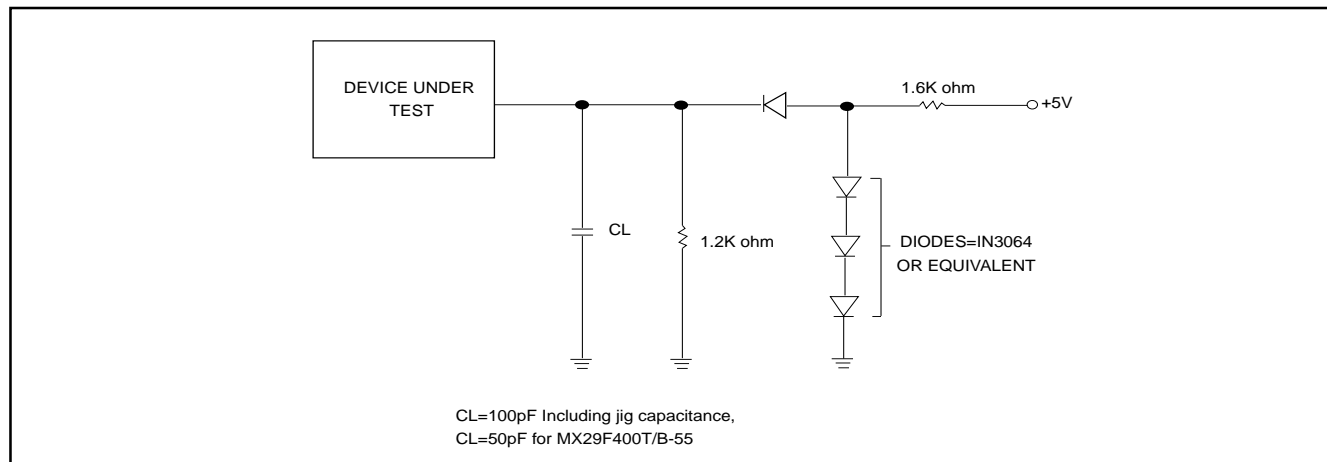 DEVICE UNDER
TEST
1.6K ohm
+5V
CL
1.2K ohm
DIODES=IN3064
OR EQUIVALENT
CL=100pF Including jig capacitance,
CL=50pF for MX29F400T/B-55